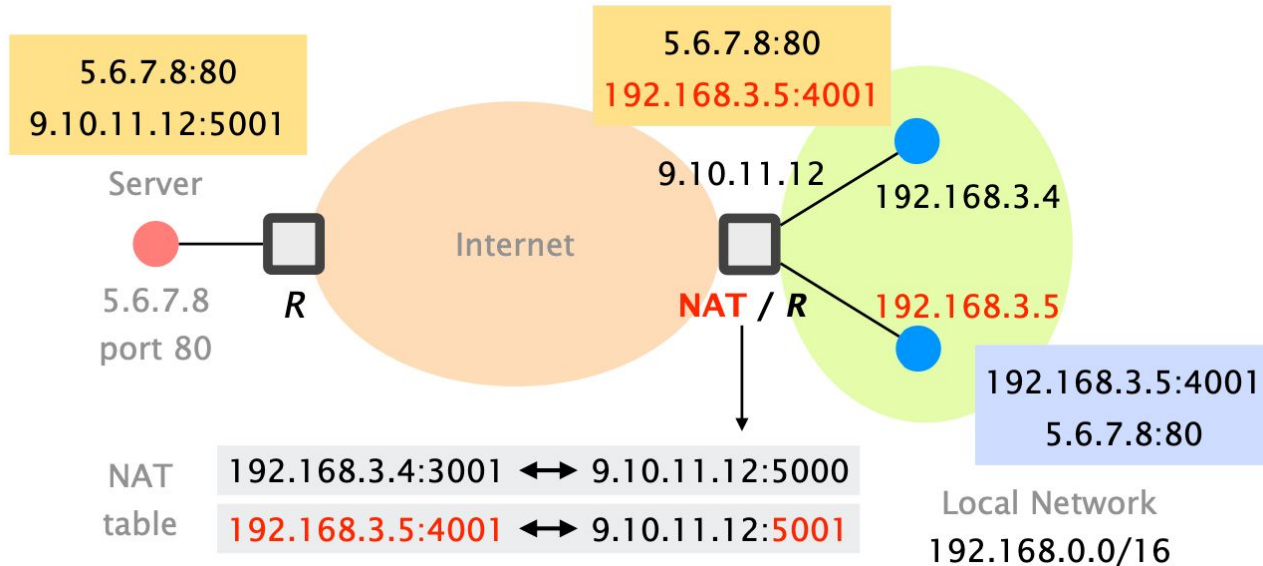 5.6.7.8:80
9.10.11.12:5001
Server
5.6.7.8
port 80
R
Internet
5.6.7.8:80
192.168.3.5:4001
9.10.11.12
NAT / R
192.168.3.4
192.168.3.5
192.168.3.5:4001
5.6.7.8:80
Local Network
192.168.0.0/16
NAT
table
192.168.3.4:3001 ↔ 9.10.11.12:5000
192.168.3.5:4001 ↔ 9.10.11.12:5001